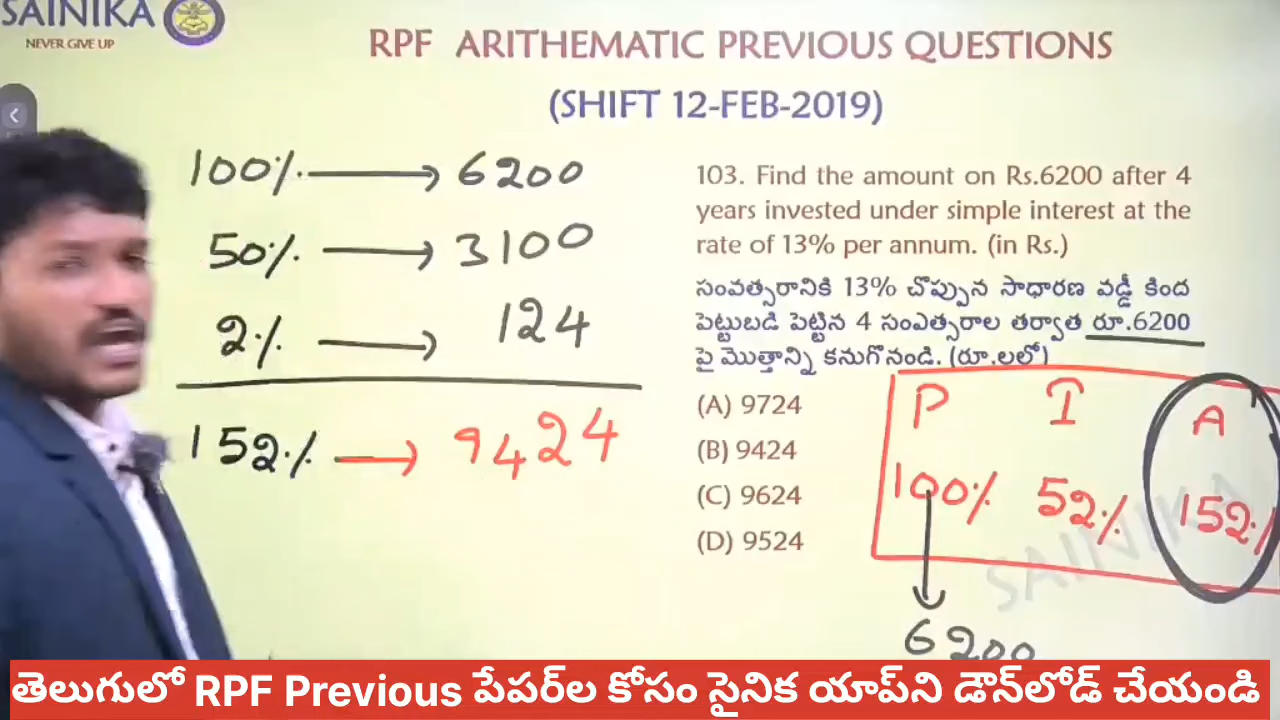 SAINIKA
NEVER GIVE UP
RPF ARITHEMATIC PREVIOUS QUESTIONS
(SHIFT 12-FEB-2019)
100% → 6200
50% → 3100
2% → 124
152% → 9424
103. Find the amount on Rs.6200 after 4
years invested under simple interest at the
rate of 13% per annum. (in Rs.)
సంవత్సరానికి 13% చొప్పున సాధారణ వడ్డీ కింద
పెట్టుబడి పెట్టిన 4 సంఎత్సరాల తర్వాత రూ.6200
పై మొత్తాన్ని కనుగొనండి. (రూ.లలో)
(A) 9724
(B) 9424
(C) 9624
(D) 9524
P I A
100% 52% 152%
6200
SAINIKA
తెలుగులో RPF Previous పేపర్‌ల కోసం సైనిక యాప్‌ని డౌన్‌లోడ్ చేయండి